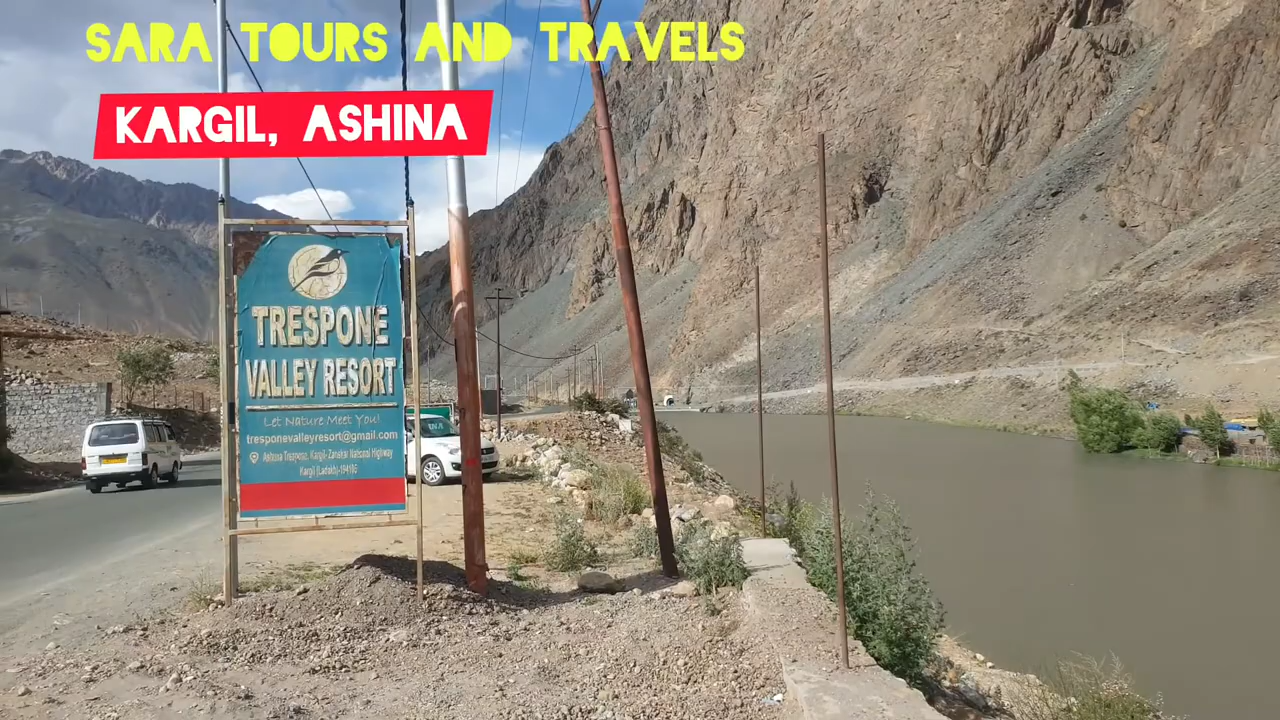 SARA TOURS AND TRAVELS
KARGIL, ASHINA
TRESPONE
VALLEY RESORT
Let Nature Meet You!
tresponevalleyresort@gmail.com
Ashina Trespone, Kargil-Zanskar National Highway
Kargil (Ladakh)-194105